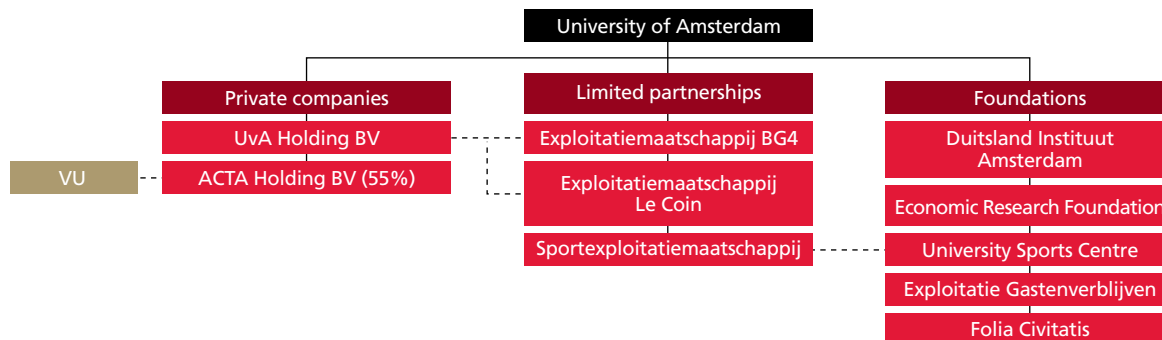 University of Amsterdam
Private companies
UvA Holding BV
ACTA Holding BV (55%)
VU
Limited partnerships
Exploitatiemaatschappij BG4
Exploitatiemaatschappij
Le Coin
Sportexploitatiemaatschappij
Foundations
Duitsland Instituut
Amsterdam
Economic Research Foundation
University Sports Centre
Exploitatie Gastenverblijven
Folia Civitatis